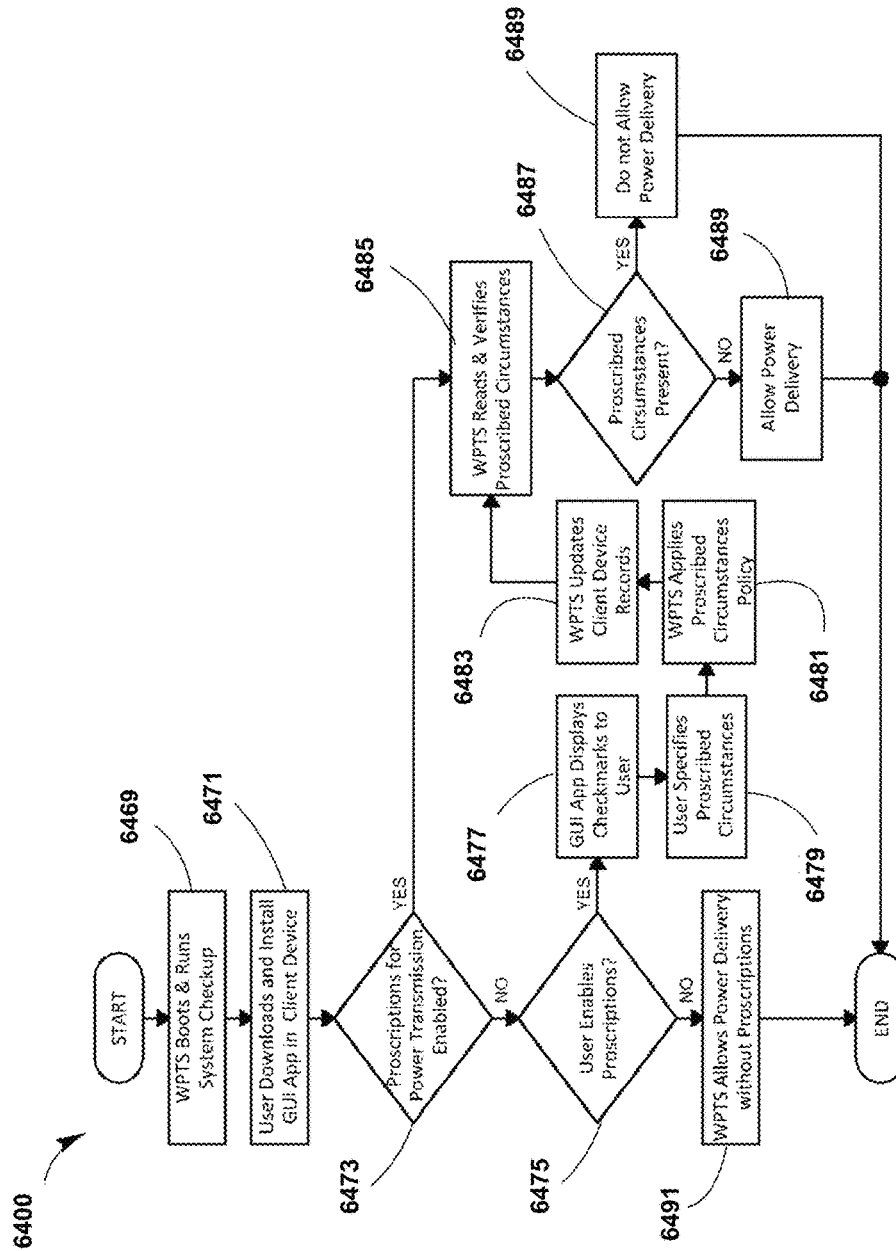 6400
START
WPTS Boots & Runs
System Checkup
6469
User Downloads and Install
GUI App in Client Device
6471
Proscriptions for
Power Transmission
Enabled?
6473
YES
NO
User Enables
Proscriptions?
6475
YES
NO
WPTS Allows Power Delivery
without Proscriptions
6491
GUI App Displays
Checkmarks to
User
6477
User Specifies
Proscribed
Circumstances
6479
WPTS Applies
Proscribed
Circumstances
Policy
6481
WPTS Updates
Client Device
Records
6483
WPTS Reads & Verifies
Proscribed Circumstances
6485
Proscribed
Cirsumstances
Present?
6487
YES
NO
Do not Allow
Power Delivery
6489
Allow Power
Delivery
6489
END